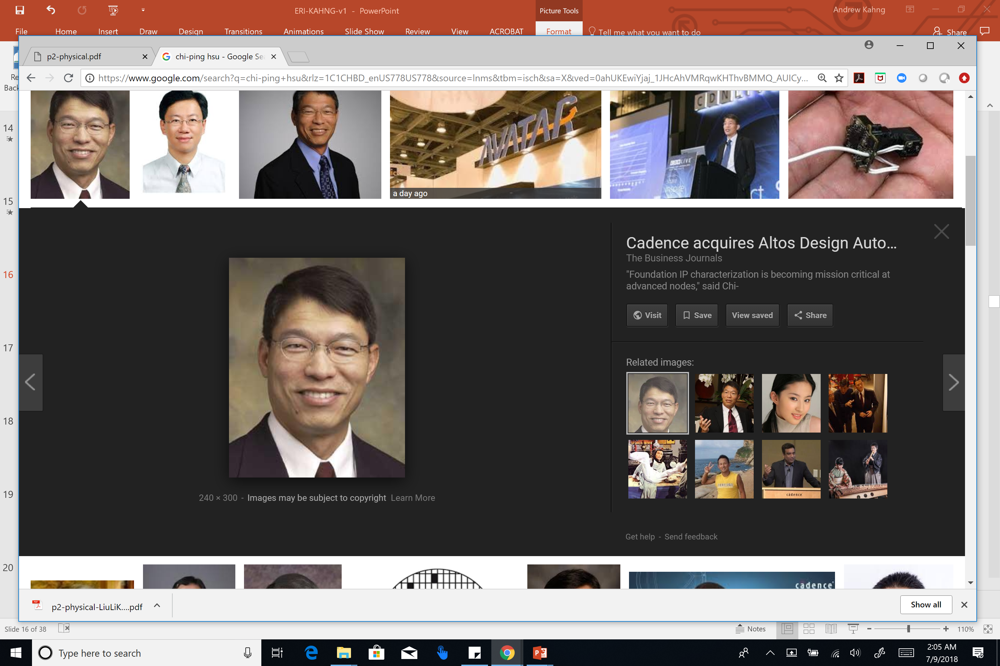 ERI-KAHNG-v1 - PowerPoint
Picture Tools
Andrew Kahng
File Home Insert Draw Design Transitions Animations Slide Show Review View ACROBAT Format Tell me what you want to do Share
p2-physical.pdf
chi-ping hsu - Google Se
https://www.google.com/search?q=chi-ping+hsu&rlz=1C1CHBD_enUS778US778&source=lnms&tbm=isch&sa=X&ved=0ahUKEwiYjaj_1JHcAhVMRqwKHThvBMMQ_AUICy...
Re
Back
14
15
16
17
18
19
20
AVATAR
a day ago
CDNL
LIVE
Cadence acquires Altos Design Auto...
The Business Journals
"Foundation IP characterization is becoming mission critical at
advanced nodes," said Chi-
Visit Save View saved Share
Related images:
cadence
240 × 300 - Images may be subject to copyright Learn More
Get help - Send feedback
cadence
p2-physical-LiuLiK....pdf
Show all
Slide 16 of 38
Notes
110%
Type here to search
2:05 AM
7/9/2018